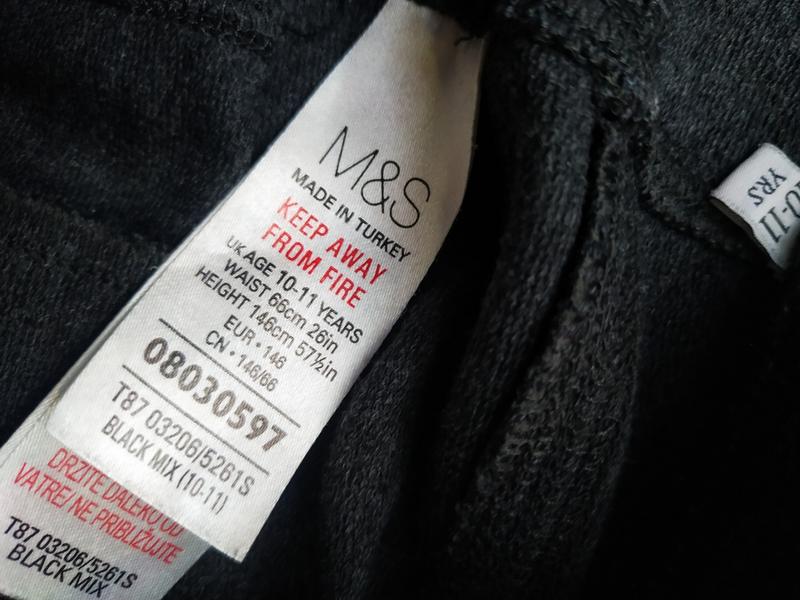 M&S
MADE IN TURKEY
KEEP AWAY
FROM FIRE
UK AGE 10-11 YEARS
WAIST 66cm 26in
HEIGHT 146cm 57½in
EUR • 146
CN • 146/66
08030597
T87 03206/5261S
BLACK MIX (10-11)
DRŽITE DALEKO OD
VATRE/ NE PRIBLIŽUJTE
T87 03206/5261S
BLACK MIX
10-11
YRS